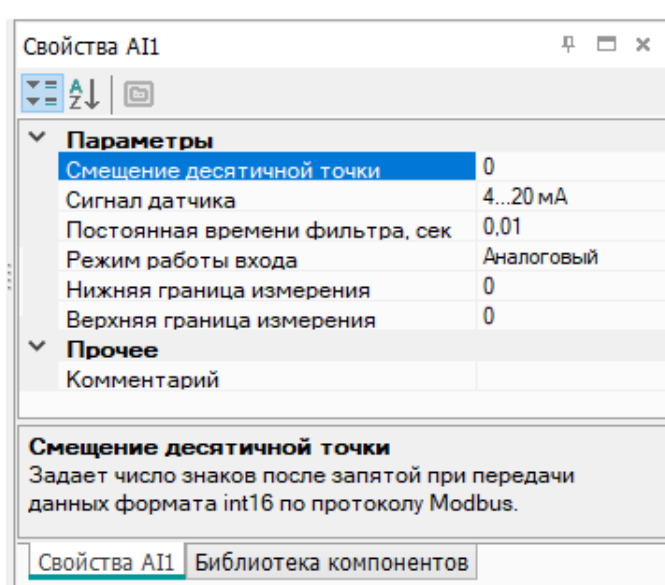 Свойства AI1
Параметры
Смещение десятичной точки 0
Сигнал датчика 4...20 мА
Постоянная времени фильтра, сек 0,01
Режим работы входа Аналоговый
Нижняя граница измерения 0
Верхняя граница измерения 0
Прочее
Комментарий
Смещение десятичной точки
Задает число знаков после запятой при передачи
данных формата int16 по протоколу Modbus.
Свойства AI1 Библиотека компонентов